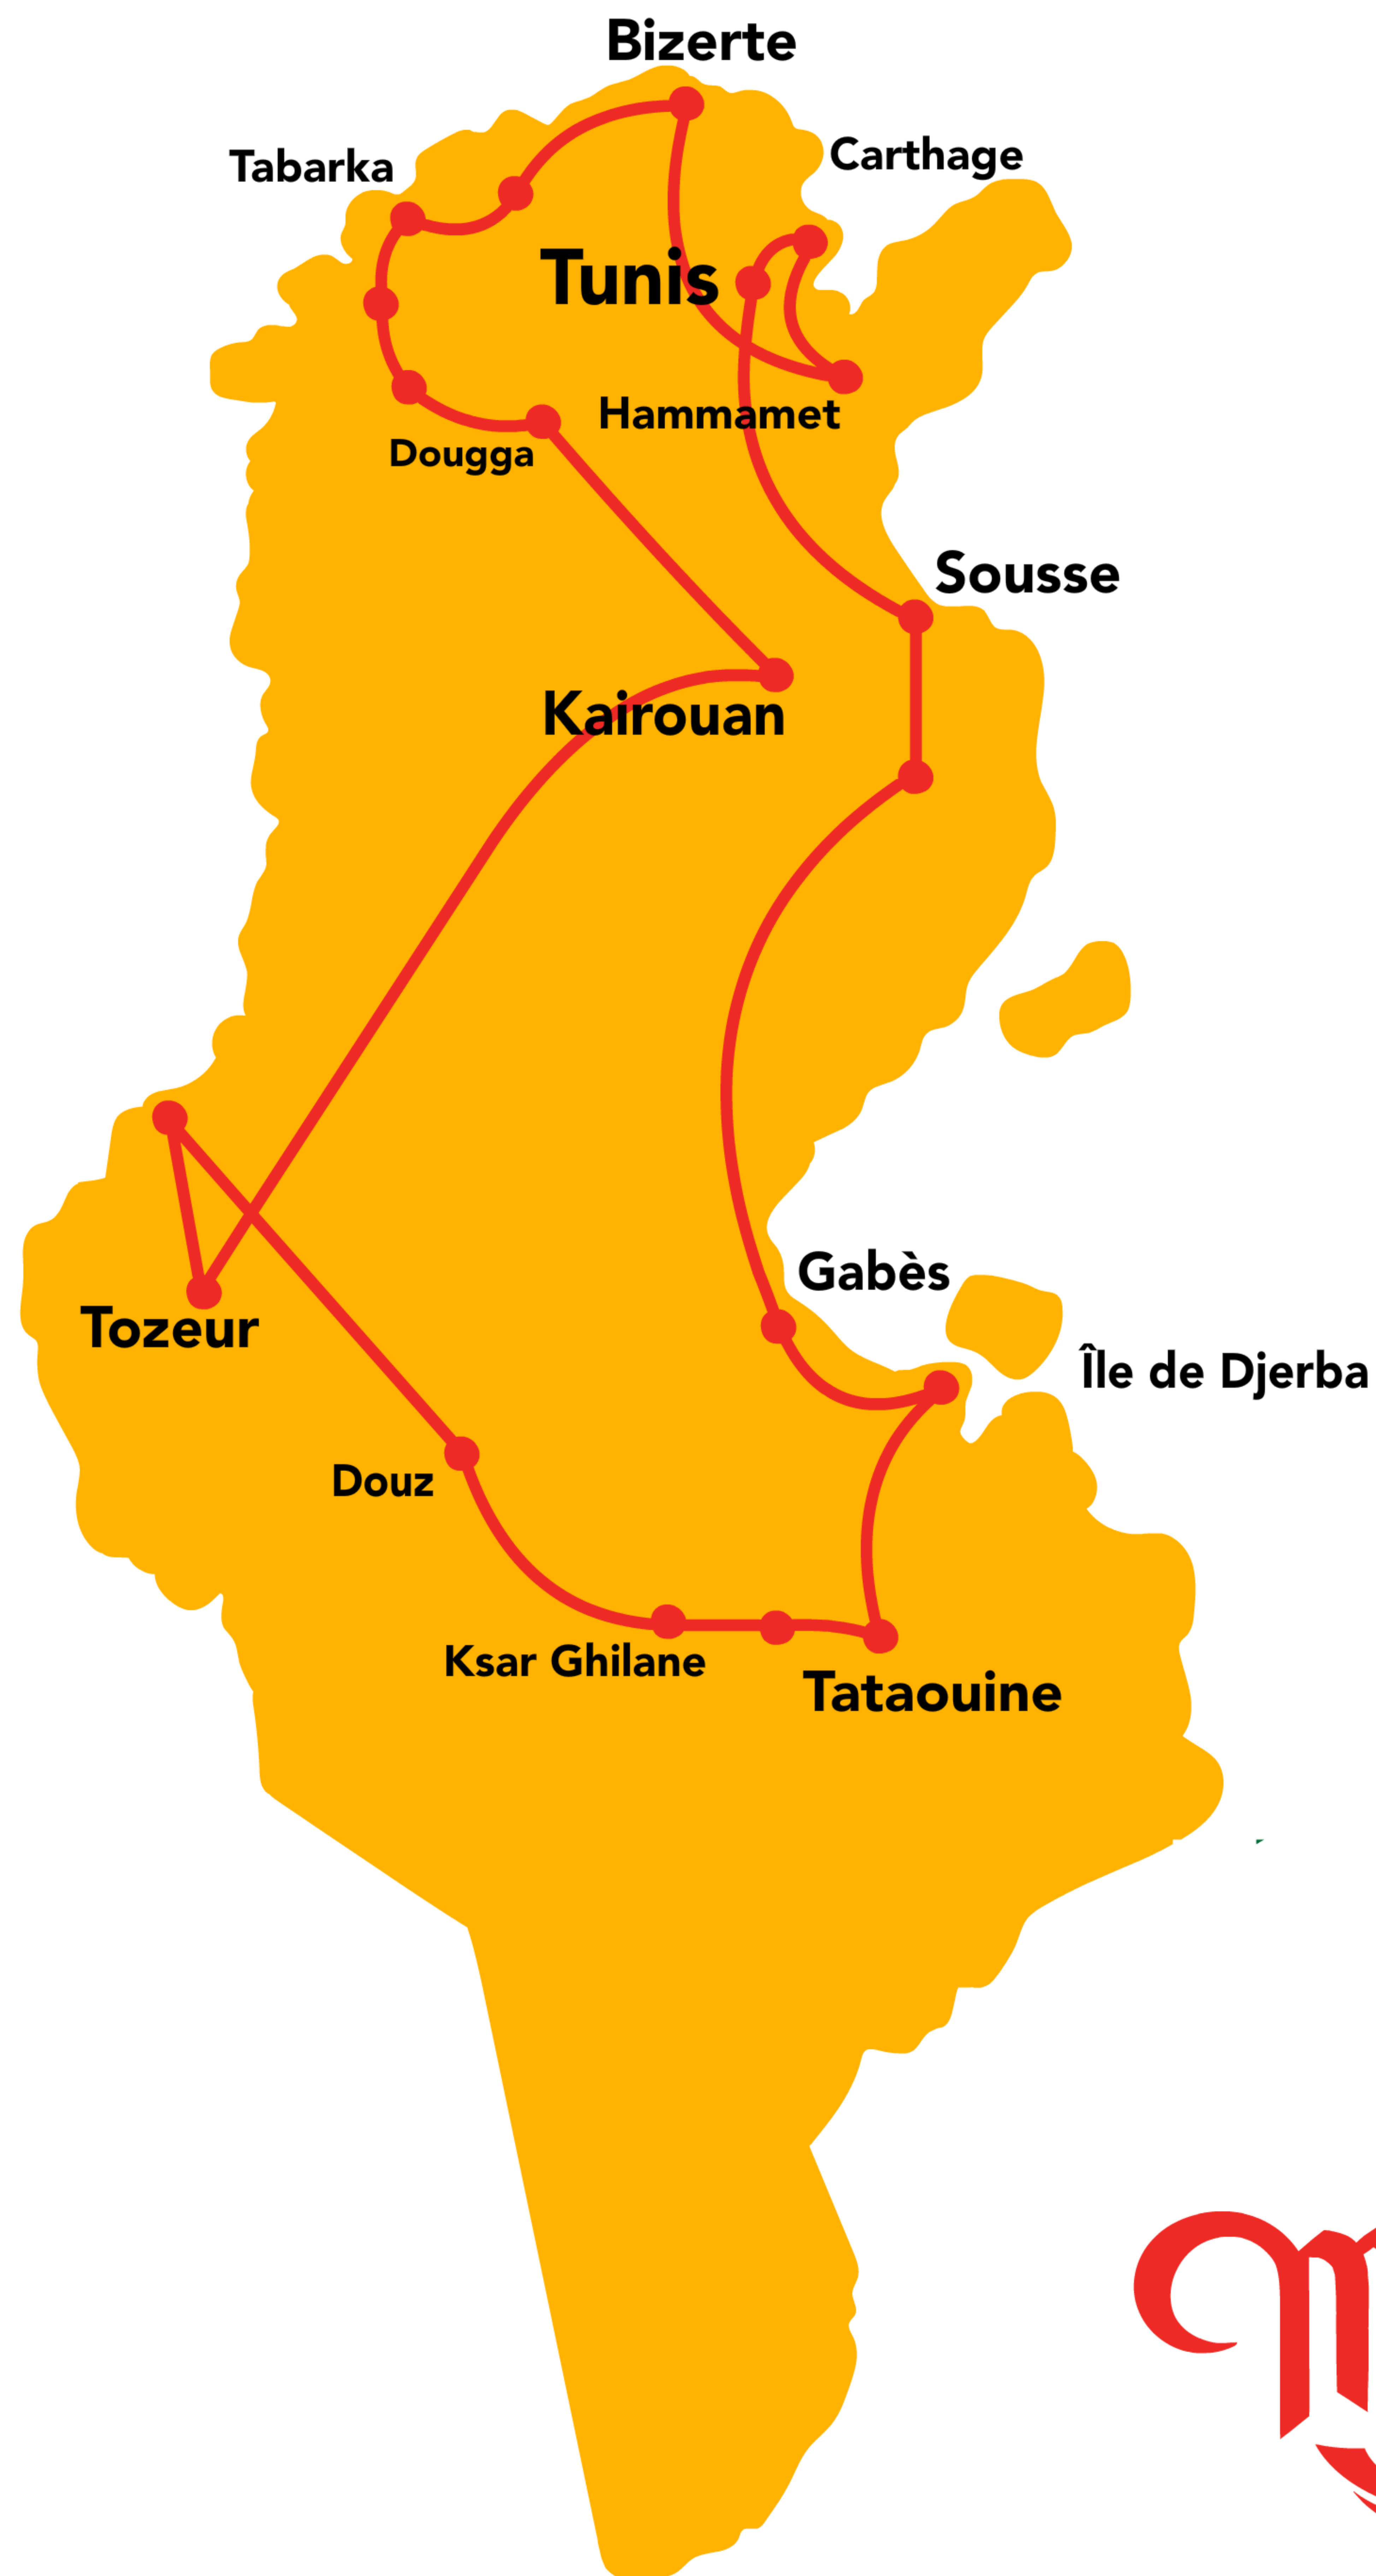 Bizerte
Carthage
Tabarka
Tunis
Hammamet
Dougga
Sousse
Kairouan
Gabès
Tozeur
Île de Djerba
Douz
Ksar Ghilane
Tataouine